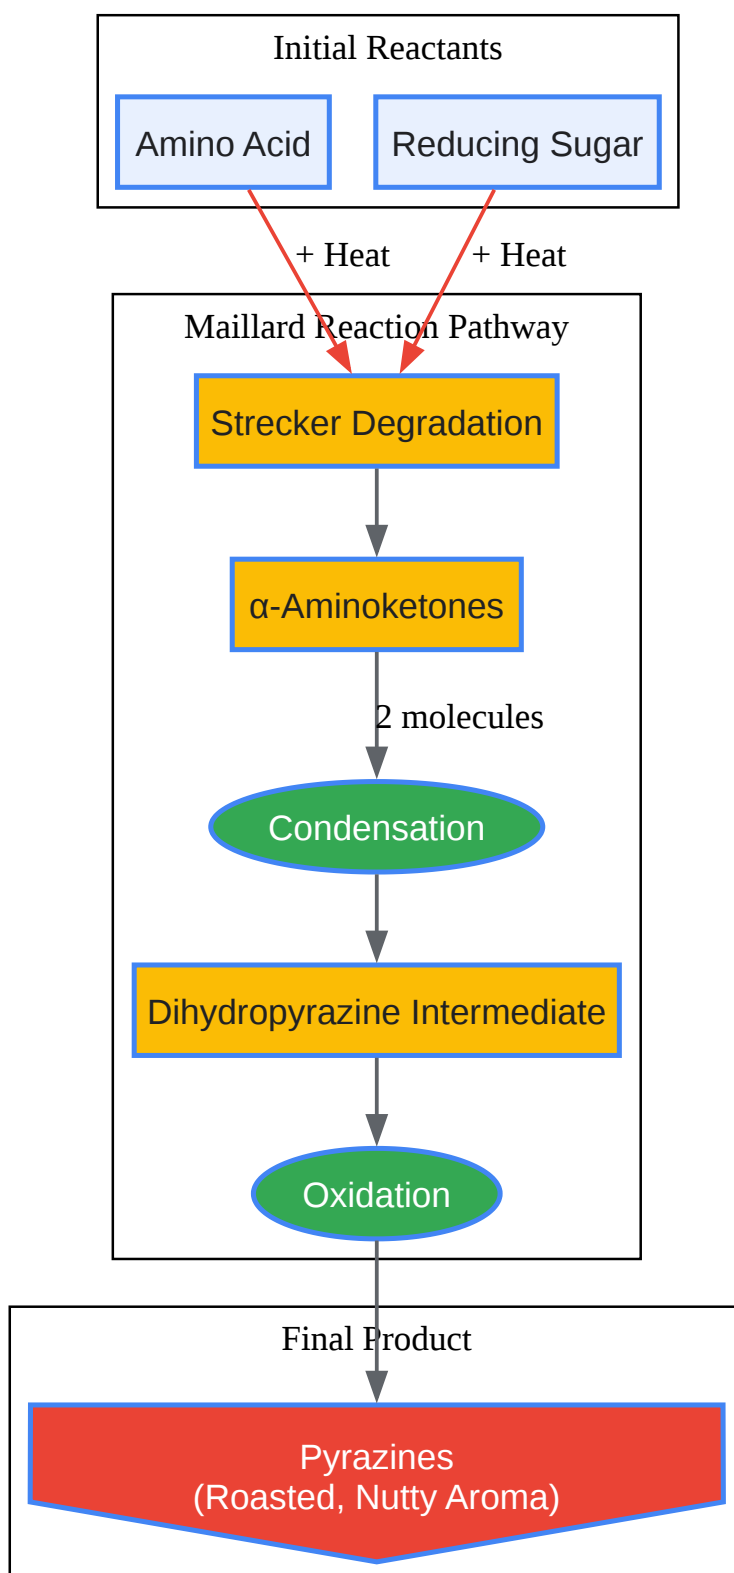 Initial Reactants
Amino Acid
Reducing Sugar
+ Heat
+ Heat
Maillard Reaction Pathway
Strecker Degradation
α-Aminoketones
2 molecules
Condensation
Dihydropyrazine Intermediate
Oxidation
Final Product
Pyrazines
(Roasted, Nutty Aroma)